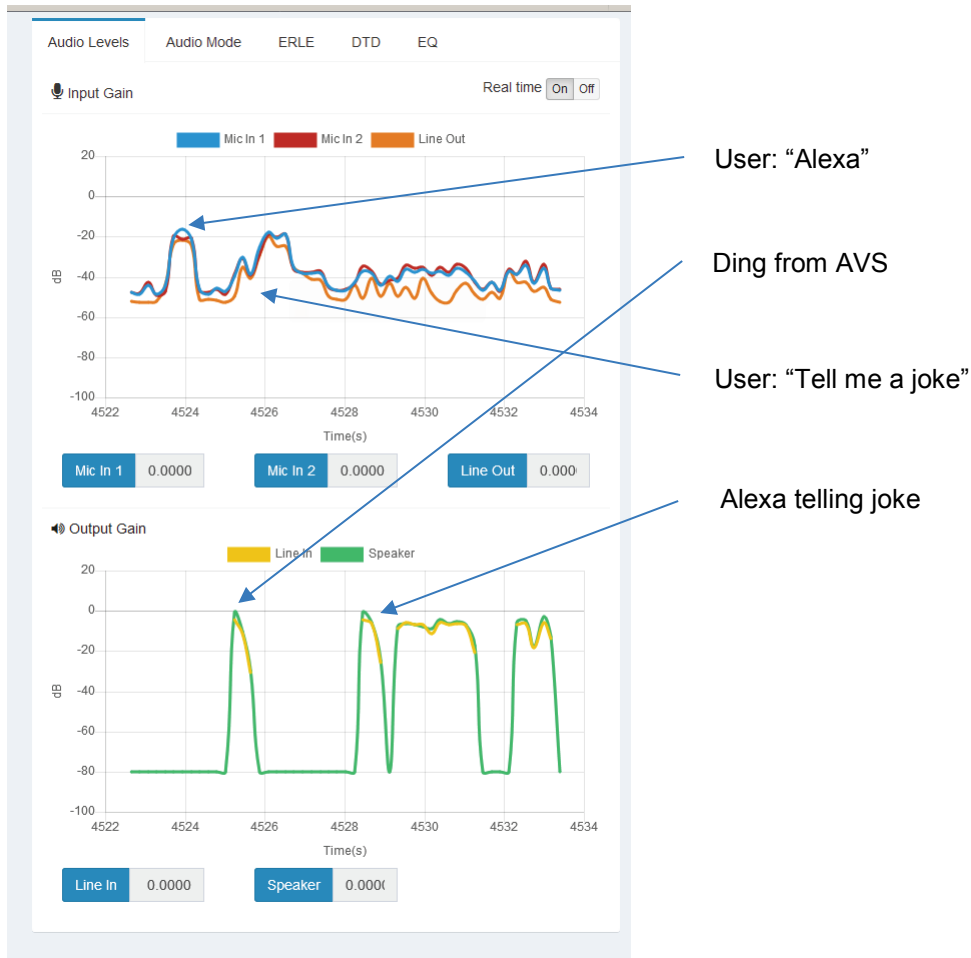 Audio Levels Audio Mode ERLE DTD EQ
Input Gain Real time On Off
Mic In 1 Mic In 2 Line Out
20
0
-20
-40
-60
-80
-100
dB
4522 4524 4526 4528 4530 4532 4534
Time(s)
Mic In 1 0.0000 Mic In 2 0.0000 Line Out 0.000
Output Gain
Line In Speaker
20
0
-20
-40
-60
-80
-100
dB
4522 4524 4526 4528 4530 4532 4534
Time(s)
Line In 0.0000 Speaker 0.000
User: “Alexa”
Ding from AVS
User: “Tell me a joke”
Alexa telling joke